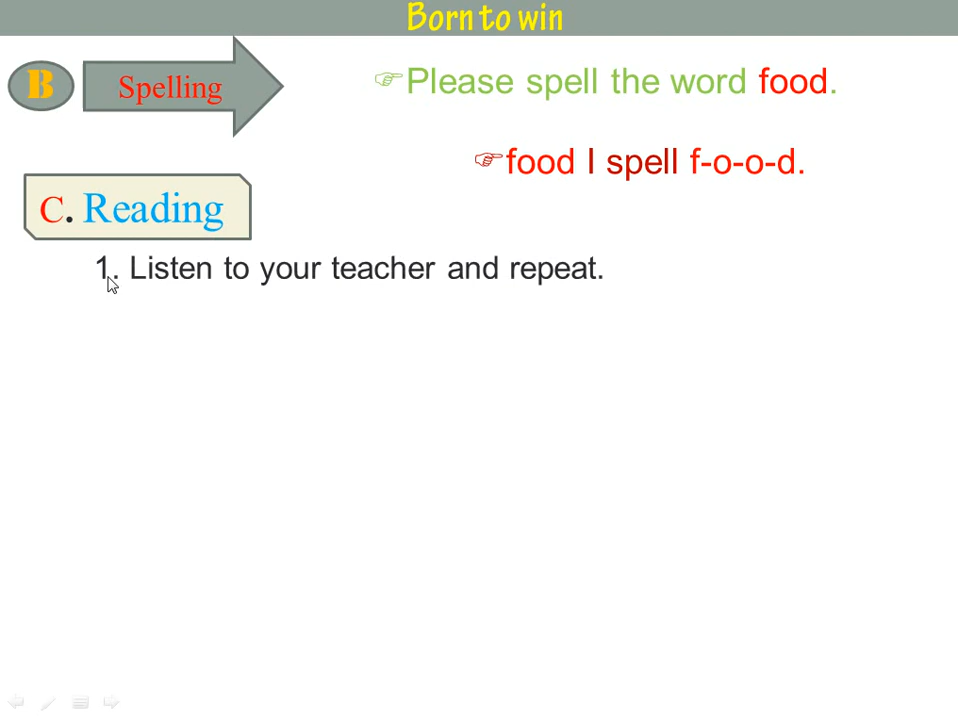 Born to win
B Spelling
☞Please spell the word food.
☞food I spell f-o-o-d.
C. Reading
1. Listen to your teacher and repeat.